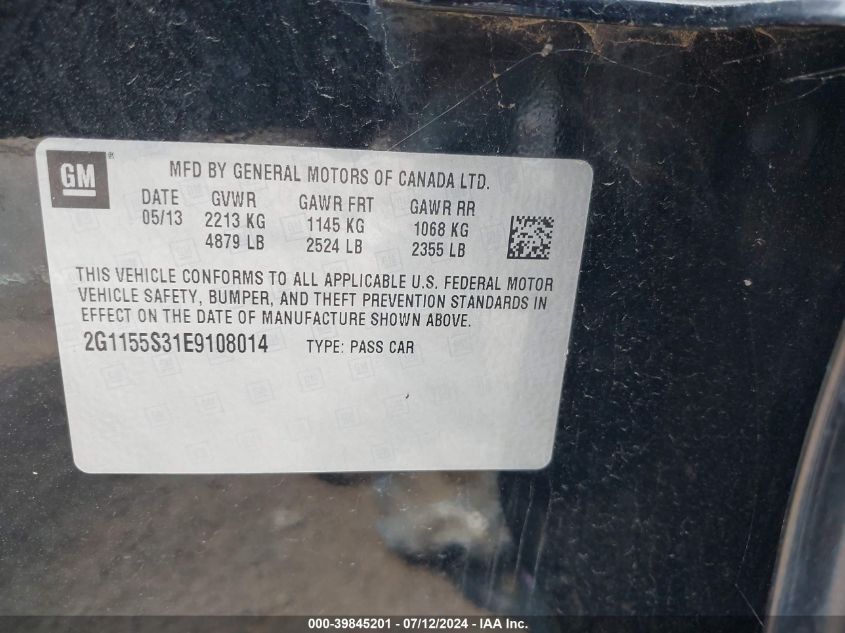 GM
®
MFD BY GENERAL MOTORS OF CANADA LTD.
DATE GVWR GAWR FRT GAWR RR
05/13 2213 KG 1145 KG 1068 KG
4879 LB 2524 LB 2355 LB
THIS VEHICLE CONFORMS TO ALL APPLICABLE U.S. FEDERAL MOTOR
VEHICLE SAFETY, BUMPER, AND THEFT PREVENTION STANDARDS IN
EFFECT ON THE DATE OF MANUFACTURE SHOWN ABOVE.
2G1155S31E9108014 TYPE: PASS CAR
000-39845201 - 07/12/2024 - IAA Inc.